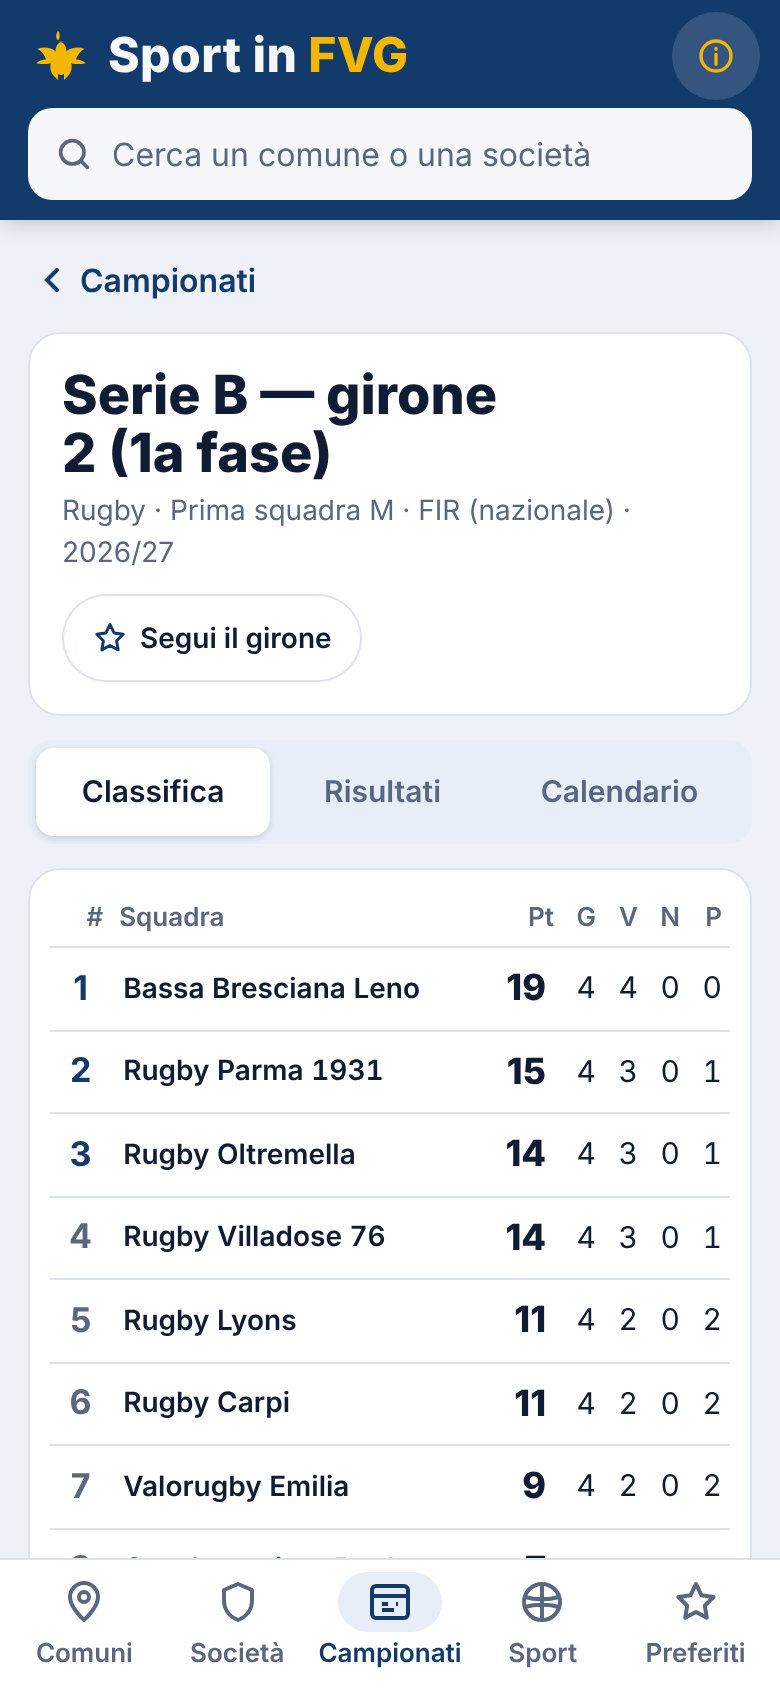 Sport in FVG
Cerca un comune o una società
Campionati
Serie B — girone
2 (1a fase)
Rugby · Prima squadra M · FIR (nazionale) ·
2026/27
Segui il girone
Classifica Risultati Calendario
# Squadra Pt G V N P
1 Bassa Bresciana Leno 19 4 4 0 0
2 Rugby Parma 1931 15 4 3 0 1
3 Rugby Oltremella 14 4 3 0 1
4 Rugby Villadose 76 14 4 3 0 1
5 Rugby Lyons 11 4 2 0 2
6 Rugby Carpi 11 4 2 0 2
7 Valorugby Emilia 9 4 2 0 2
Comuni Società Campionati Sport Preferiti